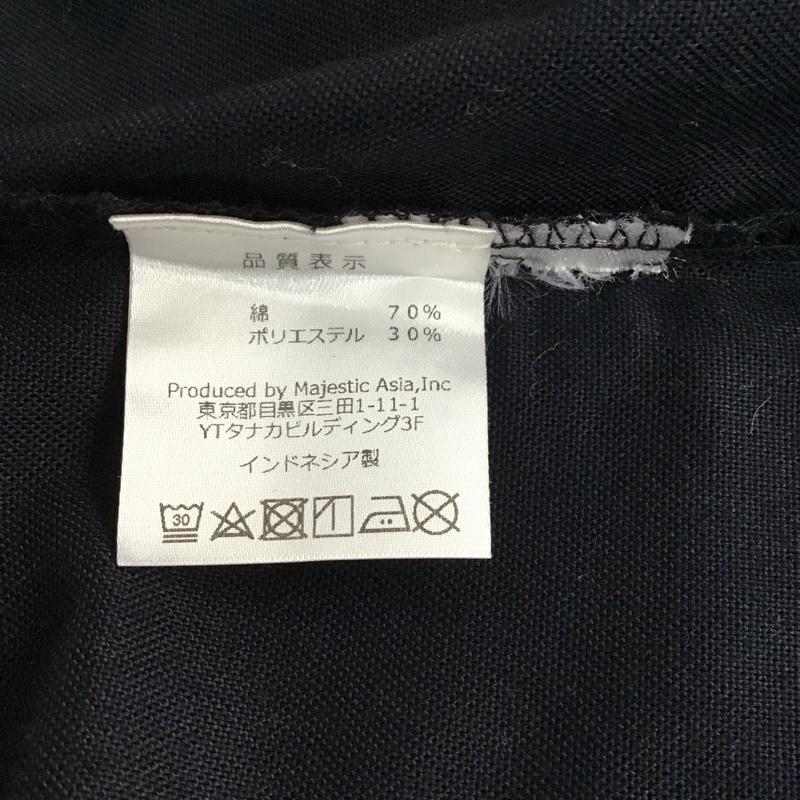 品質表示
綿 70%
ポリエステル 30%
Produced by Majestic Asia,Inc
東京都目黒区三田1-11-1
YTタナカビルディング3F
インドネシア製
30